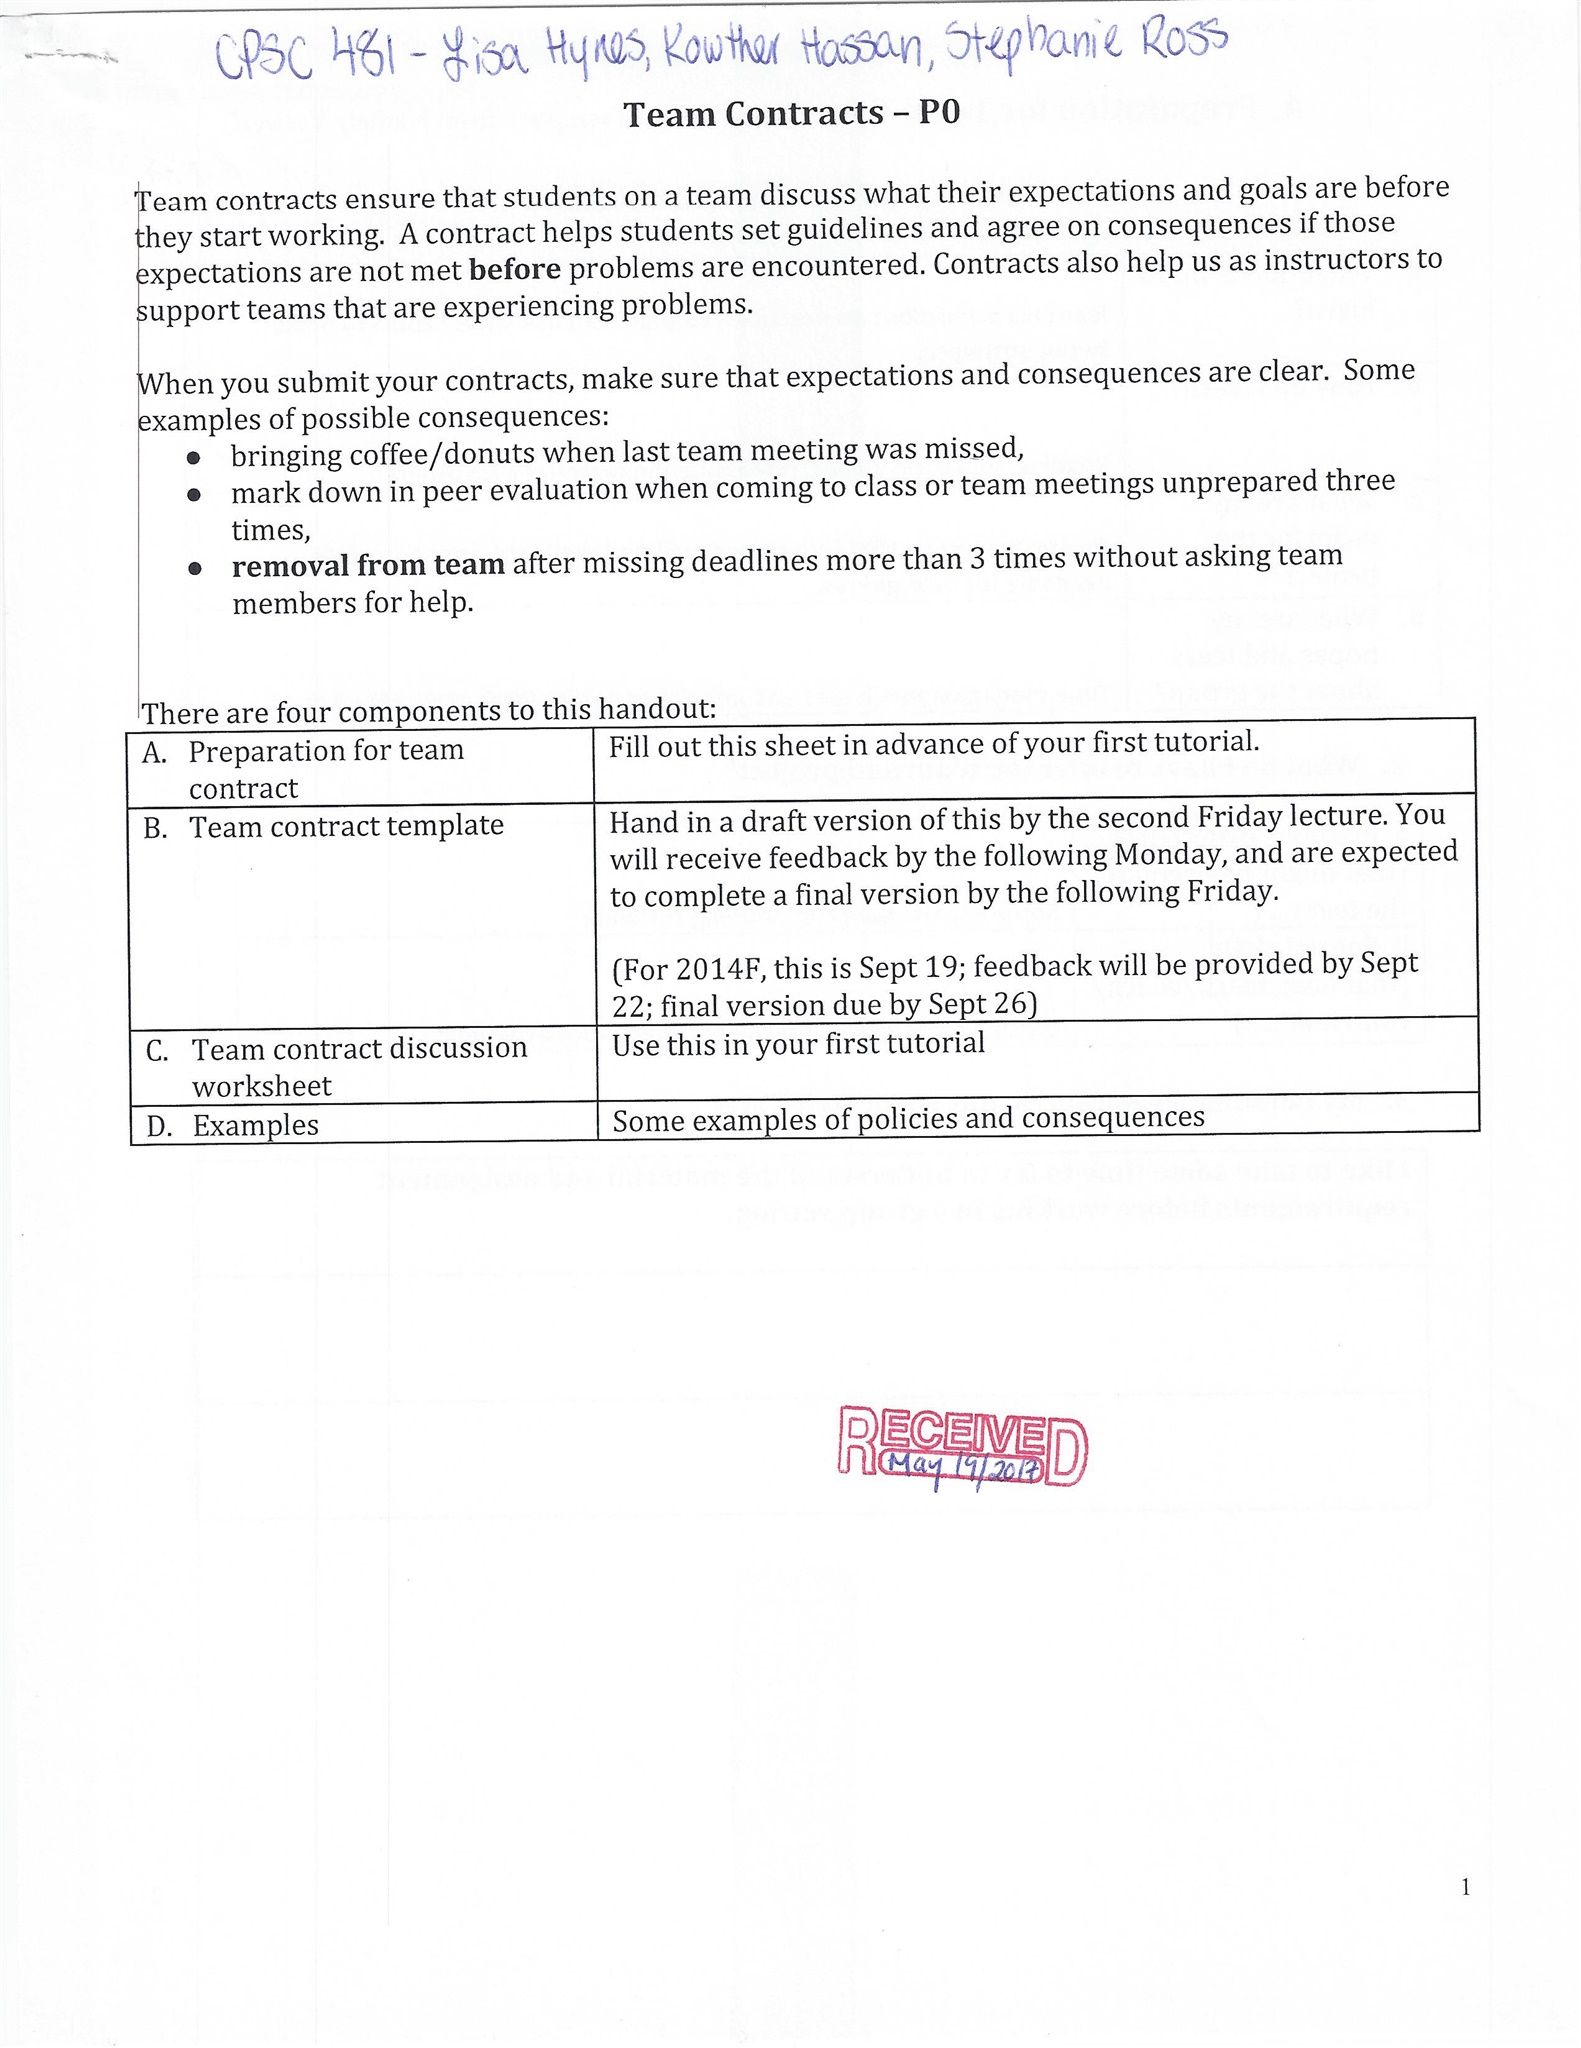 CPSC 481 - Lisa Hynes, Kowther Hassan, Stephanie Ross
Team Contracts – P0
Team contracts ensure that students on a team discuss what their expectations and goals are before
they start working.  A contract helps students set guidelines and agree on consequences if those
expectations are not met before problems are encountered. Contracts also help us as instructors to
support teams that are experiencing problems.
When you submit your contracts, make sure that expectations and consequences are clear.  Some
examples of possible consequences:
● bringing coffee/donuts when last team meeting was missed,
● mark down in peer evaluation when coming to class or team meetings unprepared three
times,
● removal from team after missing deadlines more than 3 times without asking team
members for help.
There are four components to this handout:
A. Preparation for team
contract
Fill out this sheet in advance of your first tutorial.
B. Team contract template
Hand in a draft version of this by the second Friday lecture. You
will receive feedback by the following Monday, and are expected
to complete a final version by the following Friday.
(For 2014F, this is Sept 19; feedback will be provided by Sept
22; final version due by Sept 26)
C. Team contract discussion
worksheet
Use this in your first tutorial
D. Examples
Some examples of policies and consequences
RECEIVED
May 19/2017
1